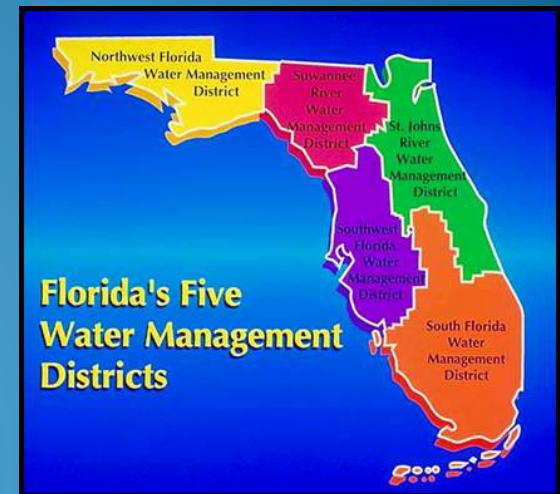 Northwest Florida
Water Management
District
Suwannee
River
Water
Management
District
St. Johns
River
Water
Management
District
Southwest
Florida
Water
Management
District
South Florida
Water
Management
District
Florida's Five
Water Management
Districts